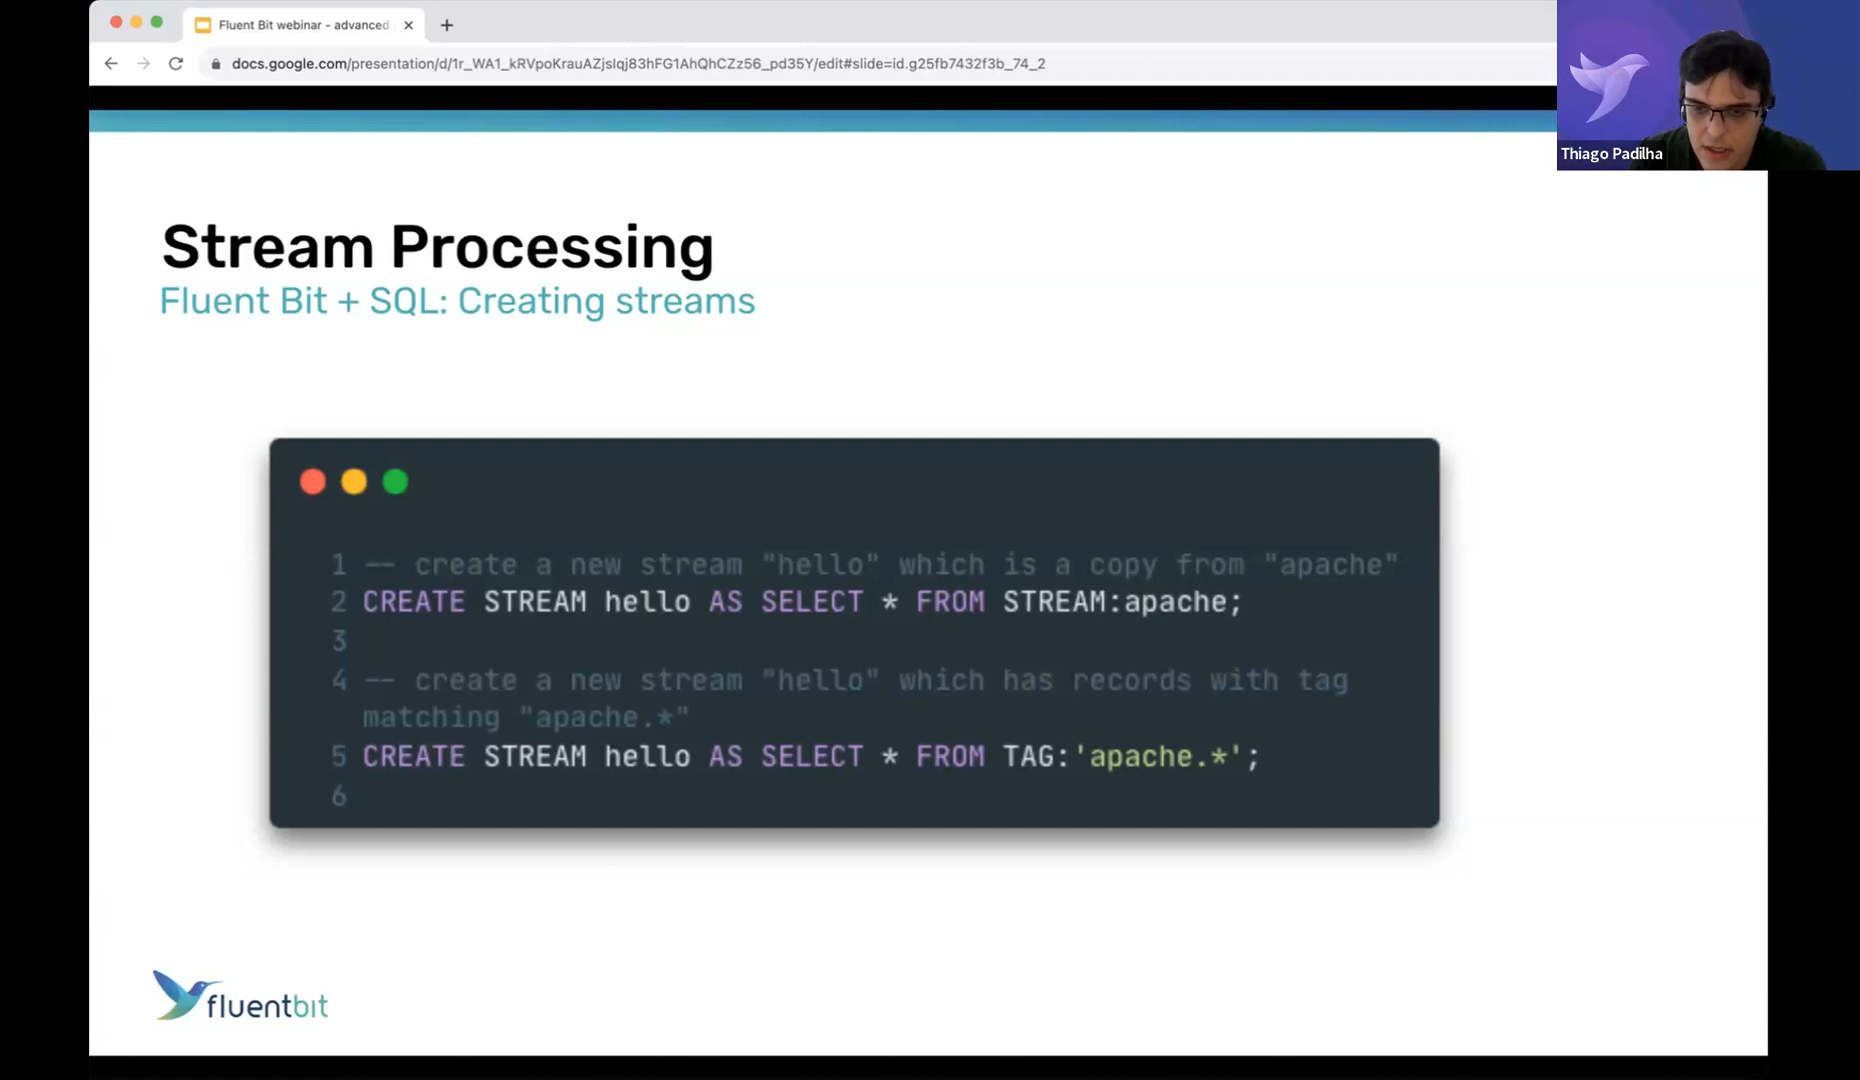 Fluent Bit webinar - advanced
docs.google.com/presentation/d/1r_WA1_kRVpoKrauAZjsIqj83hFG1AhQhCZz56_pd35Y/edit#slide=id.g25fb7432f3b_74_2
Thiago Padilha
Stream Processing
Fluent Bit + SQL: Creating streams
1 -- create a new stream "hello" which is a copy from "apache"
2 CREATE STREAM hello AS SELECT * FROM STREAM:apache;
3
4 -- create a new stream "hello" which has records with tag
matching "apache.*"
5 CREATE STREAM hello AS SELECT * FROM TAG:'apache.*';
6
fluentbit